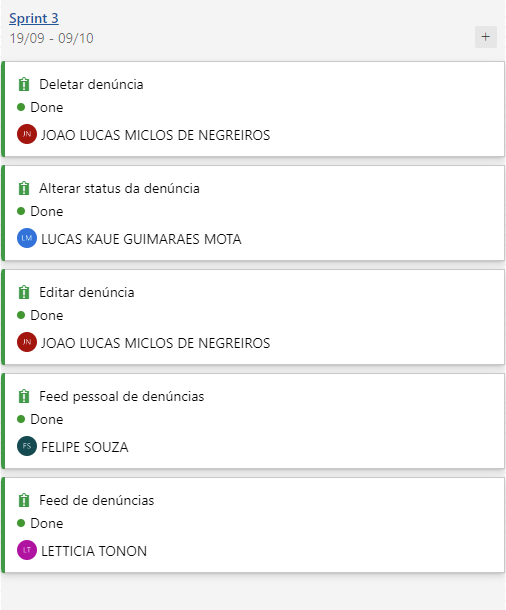 Sprint 3
19/09 - 09/10
+
Deletar denúncia
Done
JN JOAO LUCAS MICLOS DE NEGREIROS
Alterar status da denúncia
Done
LM LUCAS KAUE GUIMARAES MOTA
Editar denúncia
Done
JN JOAO LUCAS MICLOS DE NEGREIROS
Feed pessoal de denúncias
Done
FS FELIPE SOUZA
Feed de denúncias
Done
LT LETTICIA TONON